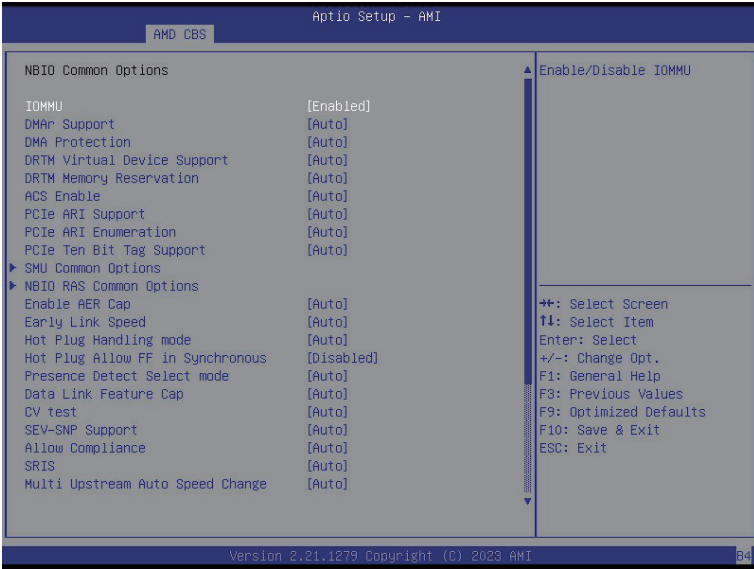 Aptio Setup - AMI
AMD CBS
NBIO Common Options
IOMMU [Enabled]
DMAr Support [Auto]
DMA Protection [Auto]
DRTM Virtual Device Support [Auto]
DRTM Memory Reservation [Auto]
ACS Enable [Auto]
PCIe ARI Support [Auto]
PCIe ARI Enumeration [Auto]
PCIe Ten Bit Tag Support [Auto]
SMU Common Options
NBIO RAS Common Options
Enable AER Cap [Auto]
Early Link Speed [Auto]
Hot Plug Handling mode [Auto]
Hot Plug Allow FF in Synchronous [Disabled]
Presence Detect Select mode [Auto]
Data Link Feature Cap [Auto]
CV test [Auto]
SEV-SNP Support [Auto]
Allow Compliance [Auto]
SRIS [Auto]
Multi Upstream Auto Speed Change [Auto]
Enable/Disable IOMMU
→←: Select Screen
↑↓: Select Item
Enter: Select
+/-: Change Opt.
F1: General Help
F3: Previous Values
F9: Optimized Defaults
F10: Save & Exit
ESC: Exit
Version 2.21.1279 Copyright (C) 2023 AMI
B4